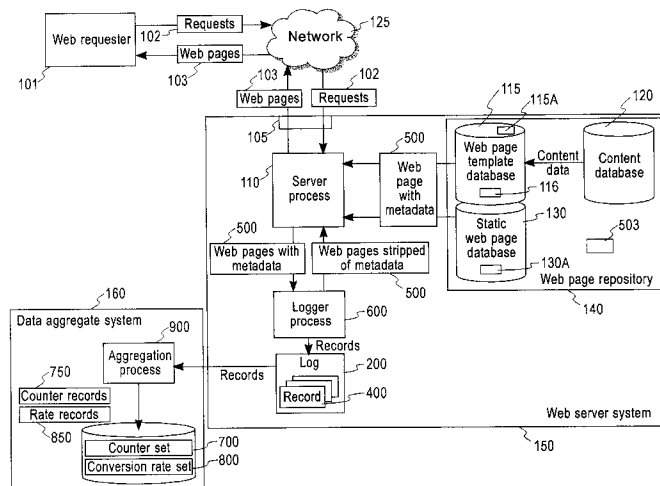 Web requester
101
Requests
102
Web pages
103
Network
125
103
Web pages
102
Requests
105
110
Server
process
500
Web
page
with
metadata
115
115A
Web page
template
database
116
Content
data
120
Content
database
130
Static
web page
database
130A
503
Web page repository
140
500
Web pages with
metadata
Web pages stripped
of metadata
500
Logger
process
600
Records
Log
200
Record
400
Web server system
150
160
Data aggregate system
900
Aggregation
process
Records
750
Counter records
Rate records
850
Counter set
700
Conversion rate set
800